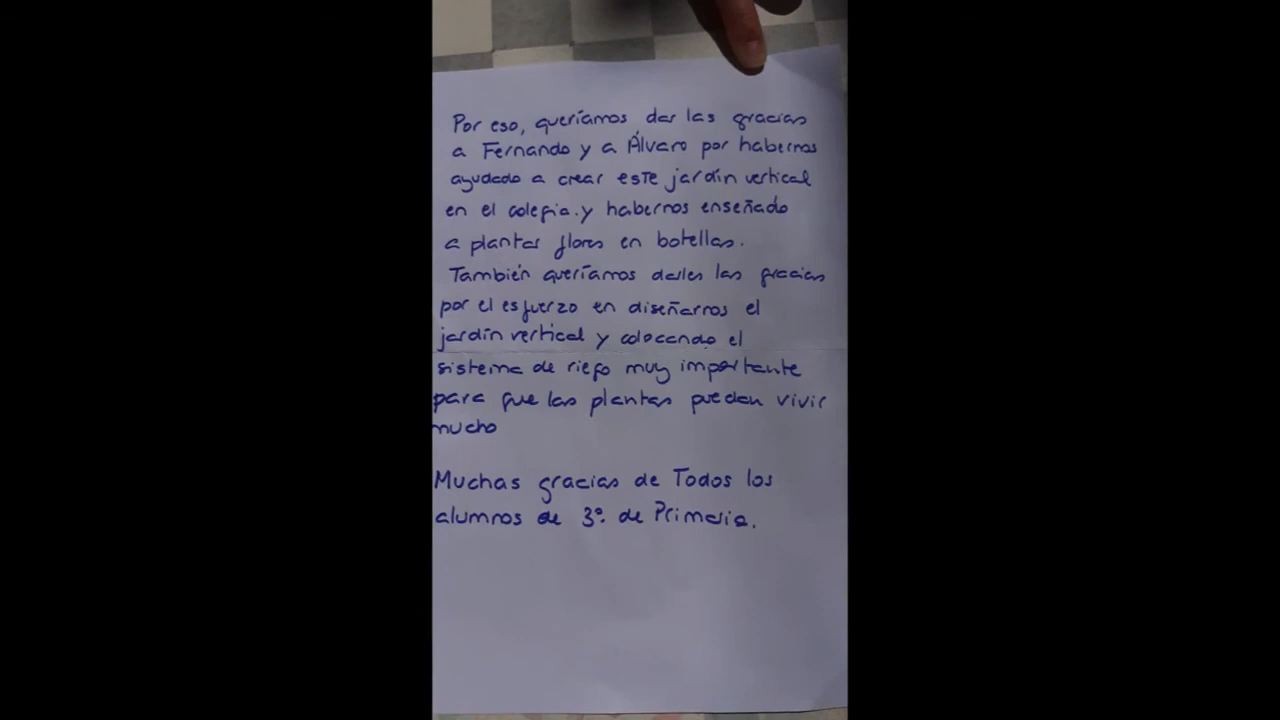 Por eso, queríamos dar las gracias
a Fernando y a Álvaro por habernos
ayudado a crear este jardín vertical
en el colegio. y habernos enseñado
a plantar flores en botellas.
También queríamos darles las gracias
por el esfuerzo en diseñarnos el
jardín vertical y colocando el
sistema de riego muy importante
para que las plantas puedan vivir
mucho
Muchas gracias de Todos los
alumnos de 3º. de Primaria.